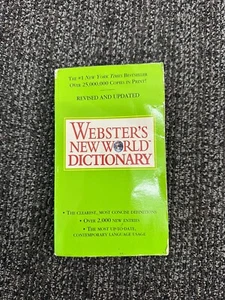 THE #1 NEW YORK TIMES BESTSELLER
OVER 25,000,000 COPIES IN PRINT!
REVISED AND UPDATED
WEBSTER'S
NEW WORLD™
DICTIONARY
• THE CLEAREST, MOST CONCISE DEFINITIONS
• OVER 2,000 NEW ENTRIES
• THE MOST UP-TO-DATE,
CONTEMPORARY LANGUAGE USAGE